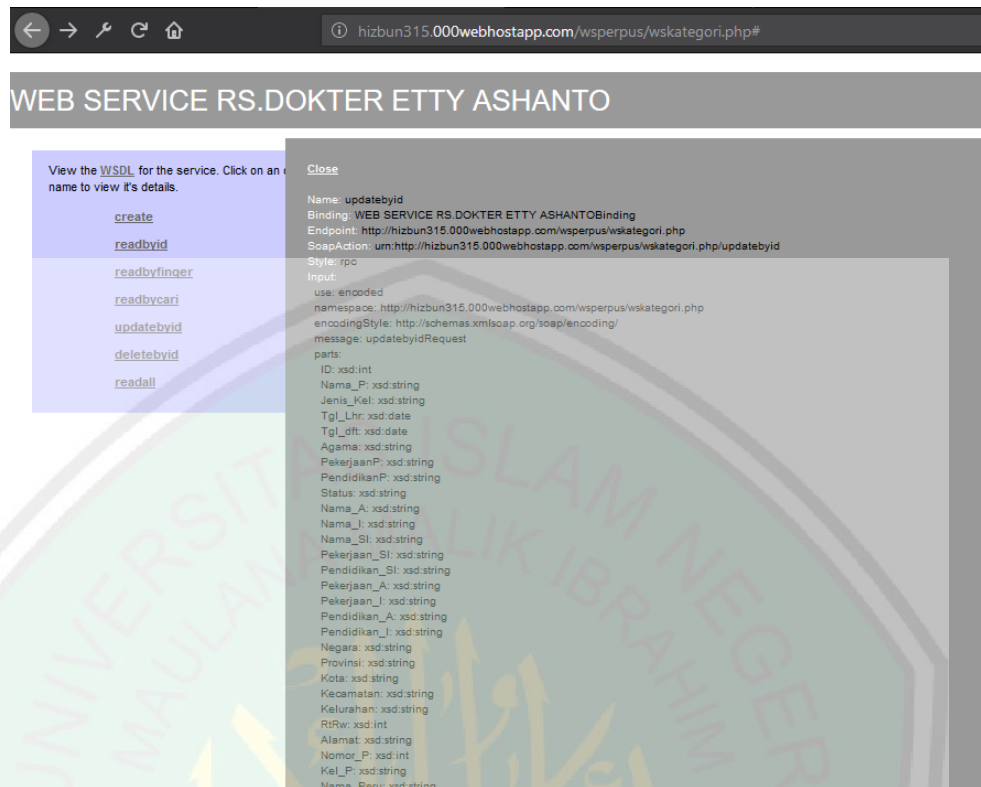 hizbun315.000webhostapp.com/wsperpus/wskategori.php#
WEB SERVICE RS.DOKTER ETTY ASHANTO
View the WSDL for the service. Click on an
name to view it's details.
create
readbyid
readbyfinger
readbycari
updatebyid
deletebyid
readall
Close
Name: updatebyid
Binding: WEB SERVICE RS.DOKTER ETTY ASHANTOBinding
Endpoint: http://hizbun315.000webhostapp.com/wsperpus/wskategori.php
SoapAction: urn:http://hizbun315.000webhostapp.com/wsperpus/wskategori.php/updatebyid
Style: rpc
Input:
use: encoded
namespace: http://hizbun315.000webhostapp.com/wsperpus/wskategori.php
encodingStyle: http://schemas.xmlsoap.org/soap/encoding/
message: updatebyidRequest
parts:
ID: xsd:int
Nama_P: xsd:string
Jenis_Kel: xsd:string
Tgl_Lhr: xsd:date
Tgl_dft: xsd:date
Agama: xsd:string
PekerjaanP: xsd:string
PendidikanP: xsd:string
Status: xsd:string
Nama_A: xsd:string
Nama_I: xsd:string
Nama_SI: xsd:string
Pekerjaan_SI: xsd:string
Pendidikan_SI: xsd:string
Pekerjaan_A: xsd:string
Pekerjaan_I: xsd:string
Pendidikan_A: xsd:string
Pendidikan_I: xsd:string
Negara: xsd:string
Provinsi: xsd:string
Kota: xsd:string
Kecamatan: xsd:string
Kelurahan: xsd:string
RtRw: xsd:int
Alamat: xsd:string
Nomor_P: xsd:int
Kel_P: xsd:string
UNIVERSITAS ISLAM NEGERI
MAULANA MALIK IBRAHIM